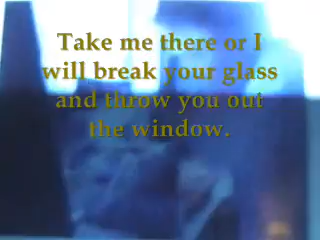 Take me there or I
will break your glass
and throw you out
the window.